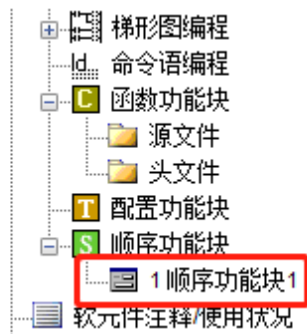 梯形图编程
ld... 命令语编程
C 函数功能块
源文件
头文件
T 配置功能块
S 顺序功能块
1 顺序功能块1
软元件注释/使用状况